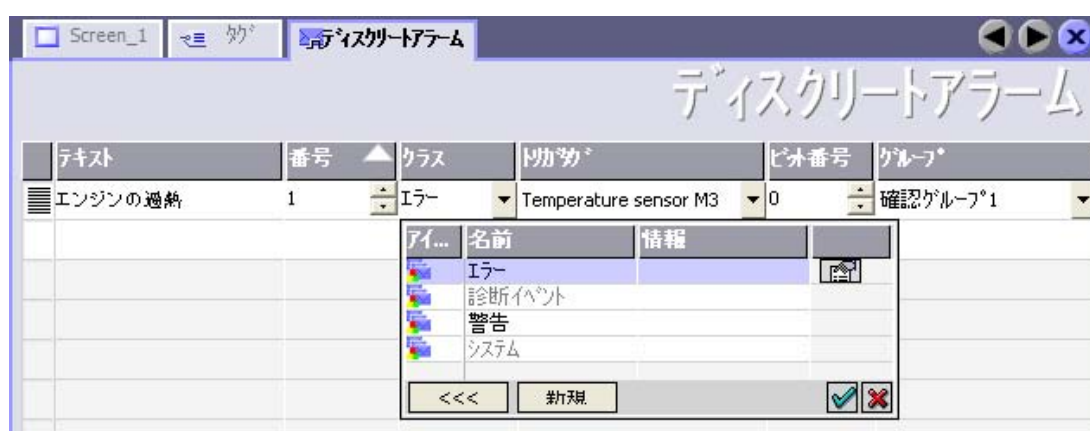 Screen_1 ﾀｸﾞ ﾃﾞｨｽｸﾘｰﾄｱﾗｰﾑ
ディスクリートアラーム
ﾃｷｽﾄ 番号 ｸﾗｽ ﾄﾘｶﾞﾀｸﾞ ﾋﾞｯﾄ番号 ｸﾞﾙｰﾌﾟ
エンジンの過熱 1 ｴﾗｰ Temperature sensor M3 0 確認ｸﾞﾙｰﾌﾟ1
ｱｲ... 名前 情報
ｴﾗｰ
診断ｲﾍﾞﾝﾄ
警告
ｼｽﾃﾑ
<<< 新規